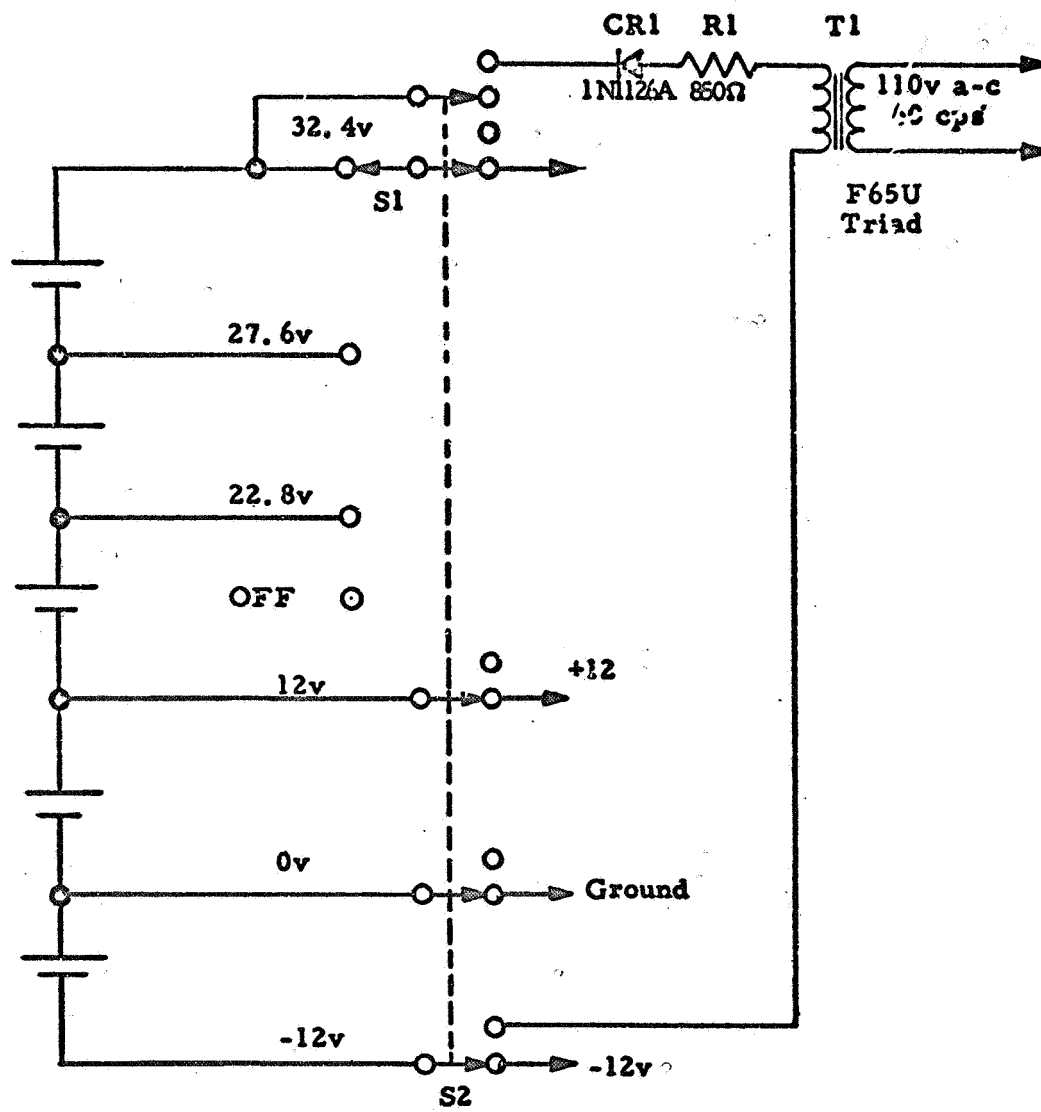 CR1 R1 T1
1N1126A 850Ω
110v a-c
cps
32.4v
S1
F65U
Triad
27.6v
22.8v
OFF
+12
12v
0v
Ground
-12v
-12v
S2